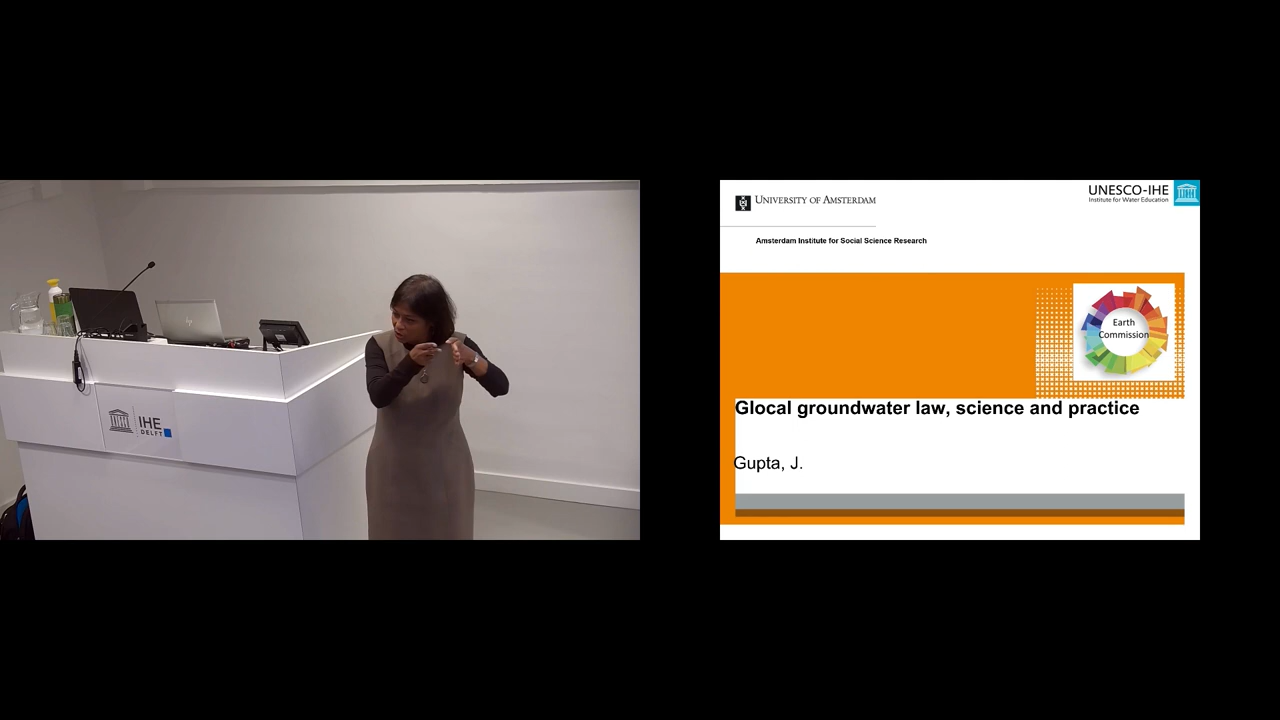 IHE
DELFT
UNIVERSITY OF AMSTERDAM
UNESCO-IHE
Institute for Water Education
Amsterdam Institute for Social Science Research
Earth
Commission
Glocal groundwater law, science and practice
Gupta, J.